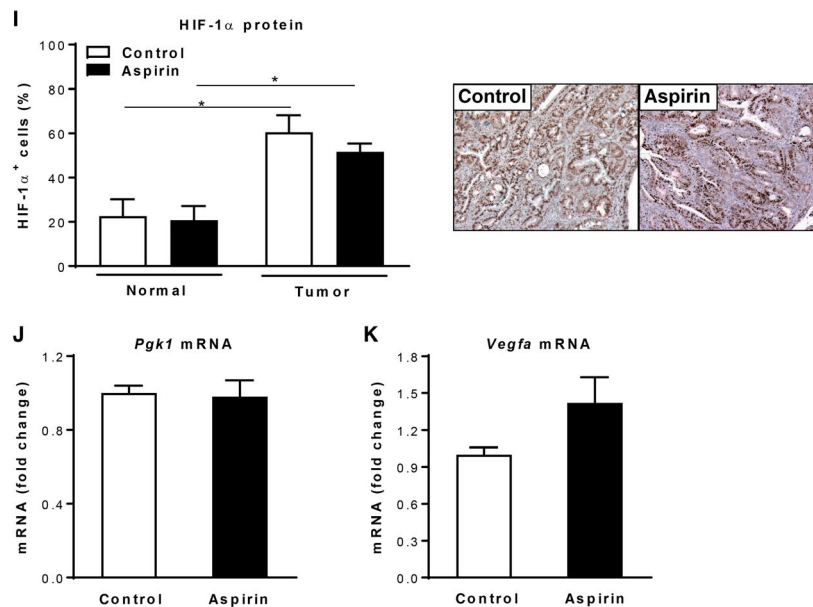 I
HIF-1α protein
HIF-1α+ cells (%)
100
80
60
40
20
0
Control
Aspirin
*
*
Normal
Tumor
Control
Aspirin
J
Pgk1 mRNA
mRNA (fold change)
1.2
0.8
0.4
0.0
Control
Aspirin
K
Vegfa mRNA
mRNA (fold change)
1.8
1.5
1.2
0.9
0.6
0.3
0.0
Control
Aspirin